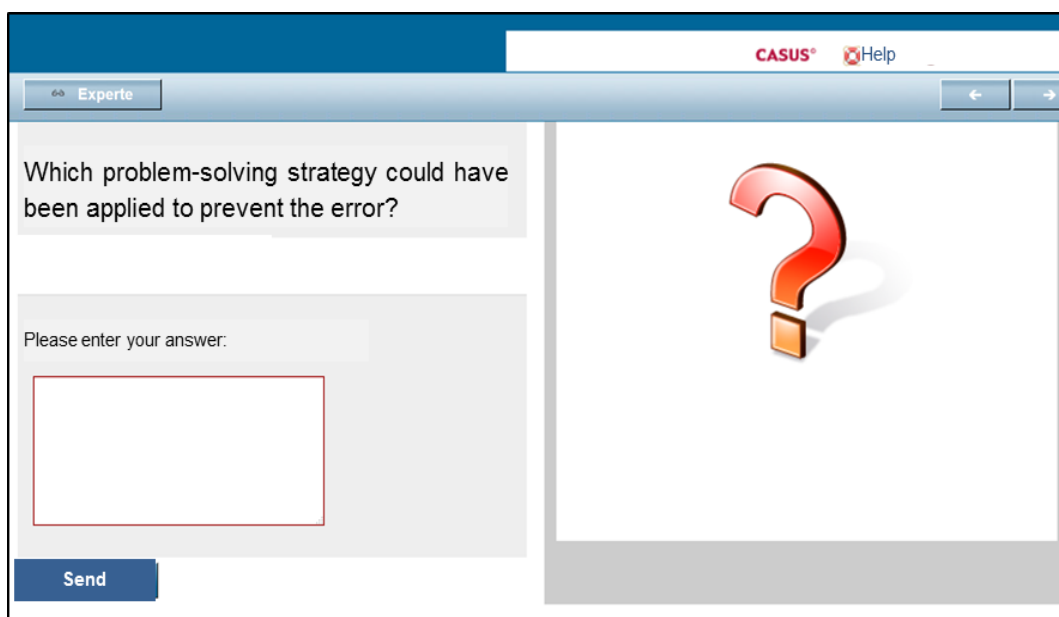 CASUS® Help
Experte
Which problem-solving strategy could have
been applied to prevent the error?
Please enter your answer:
Send